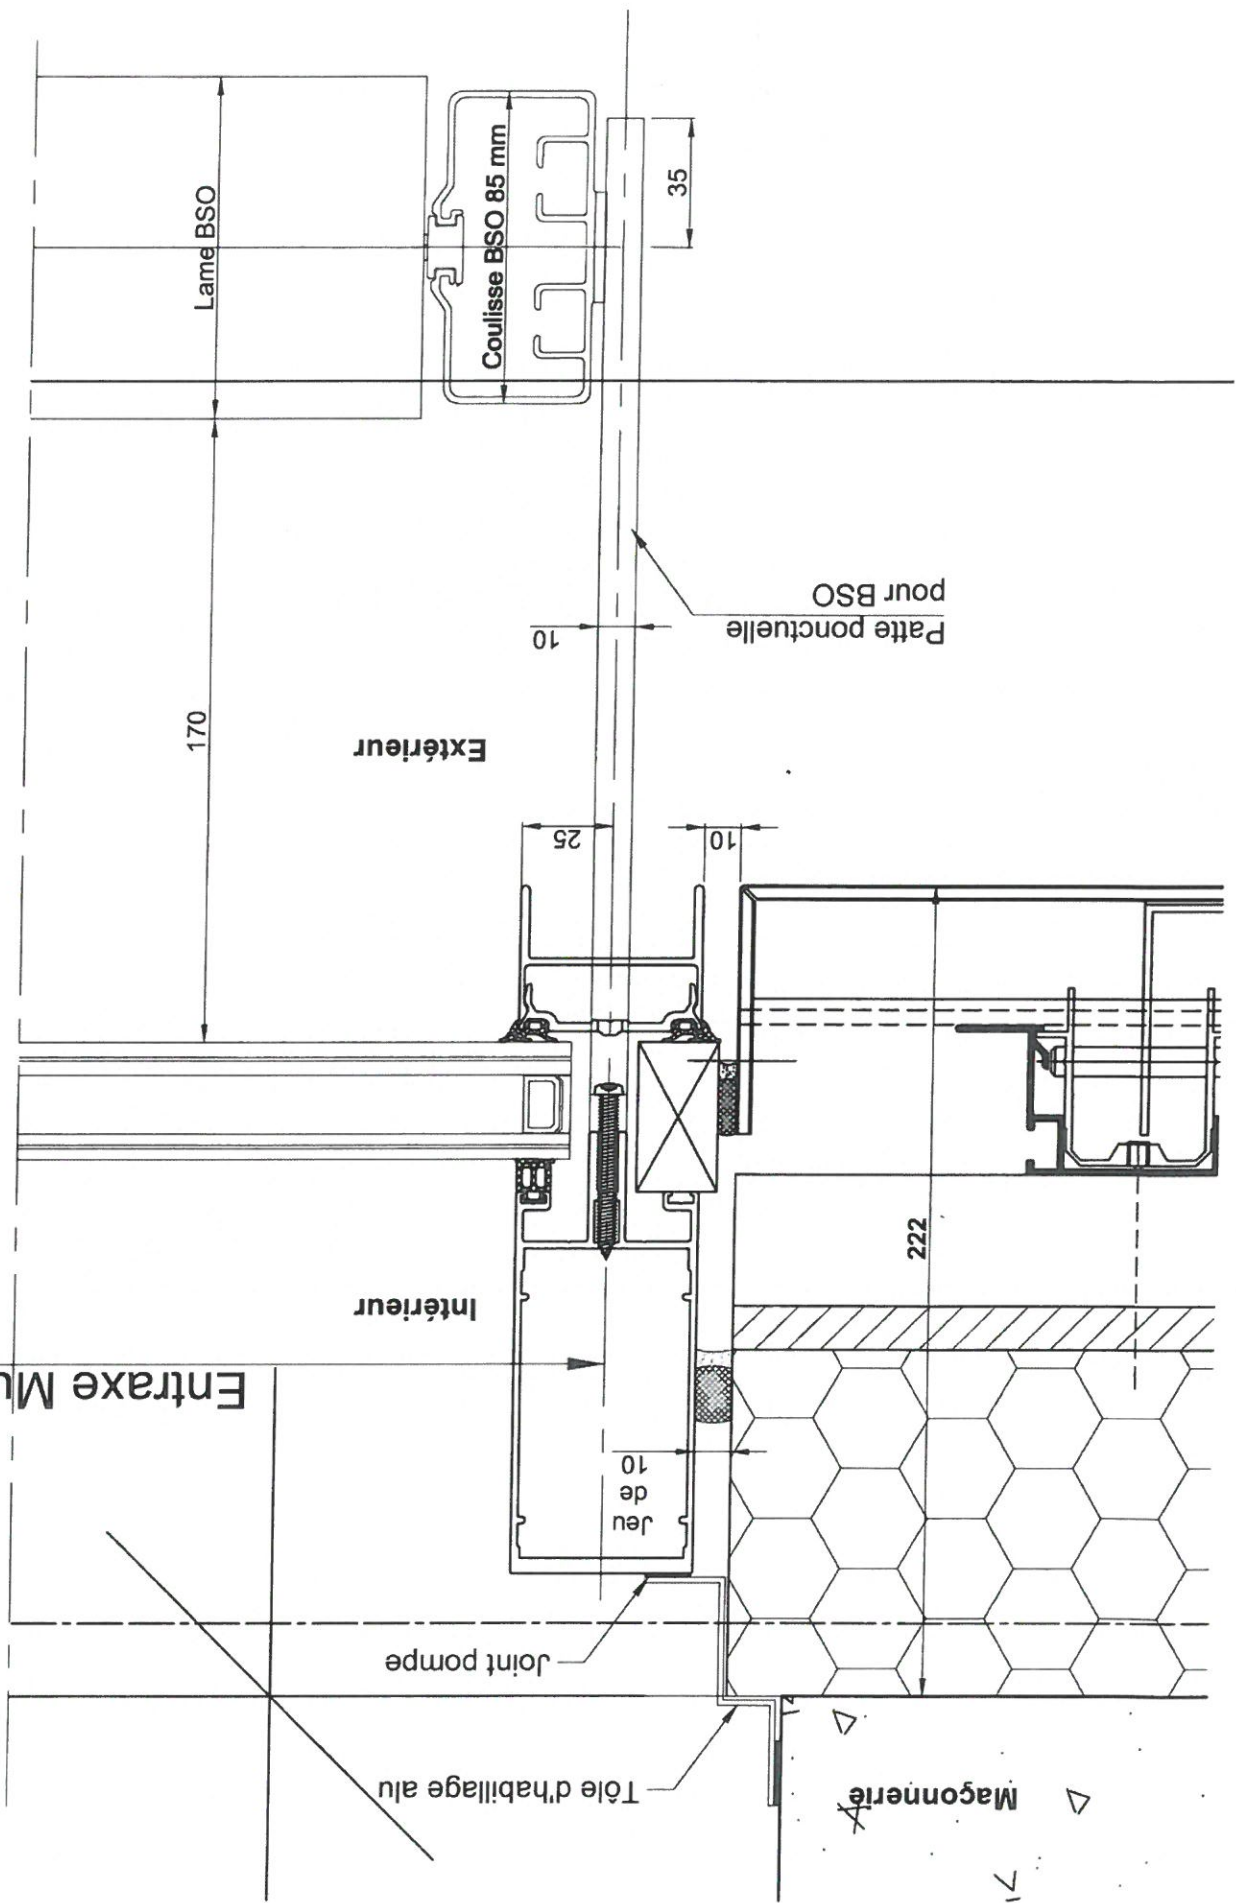 Lame BSO
Coulisse BSO 85 mm
35
Patte ponctuelle
pour BSO
10
170
Extérieur
25
10
222
Intérieur
Entraxe Mu
Jeu
de
10
Joint pompe
Tôle d'habillage alu
Maçonnerie